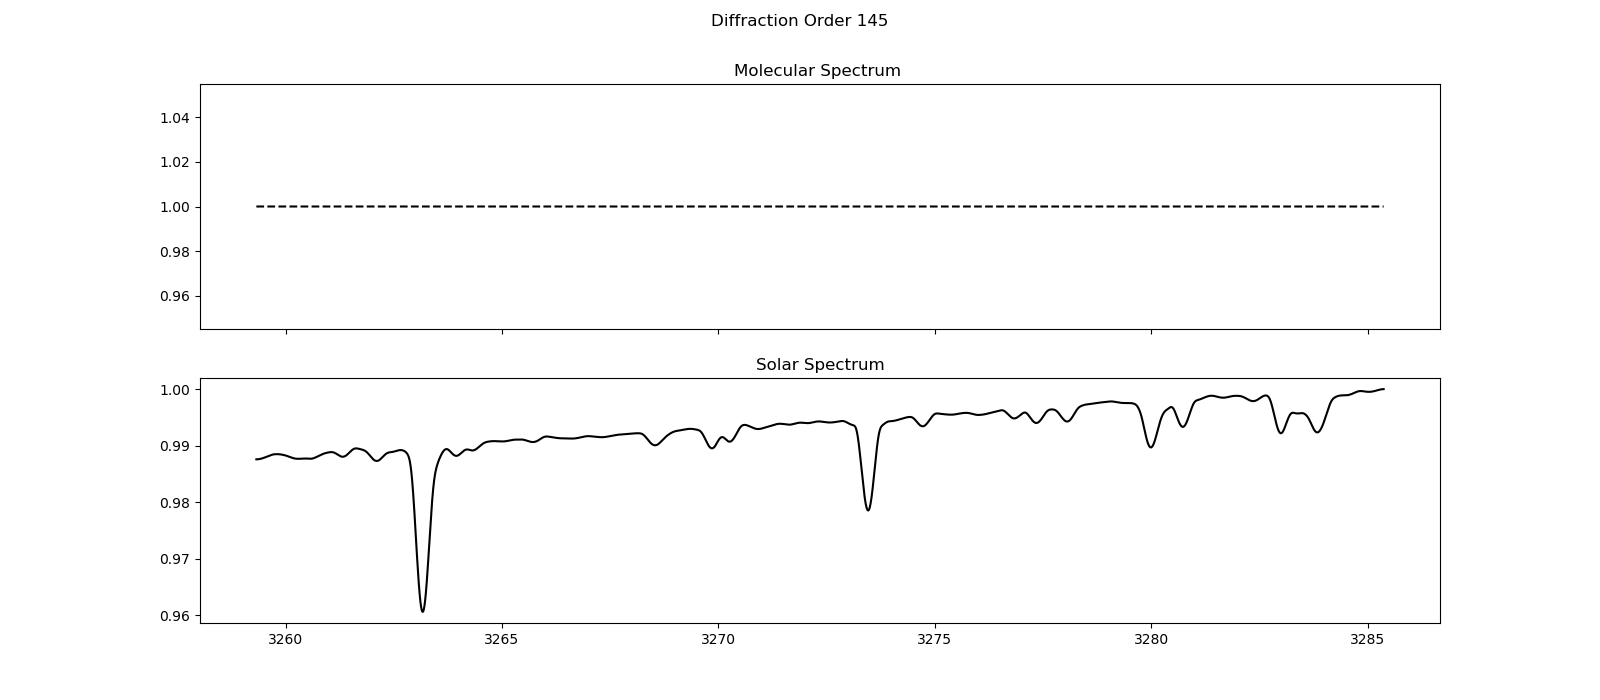 Diffraction Order 145
Molecular Spectrum
1.04
1.02
1.00
0.98
0.96
Solar Spectrum
1.00
0.99
0.98
0.97
0.96
3260 3265 3270 3275 3280 3285